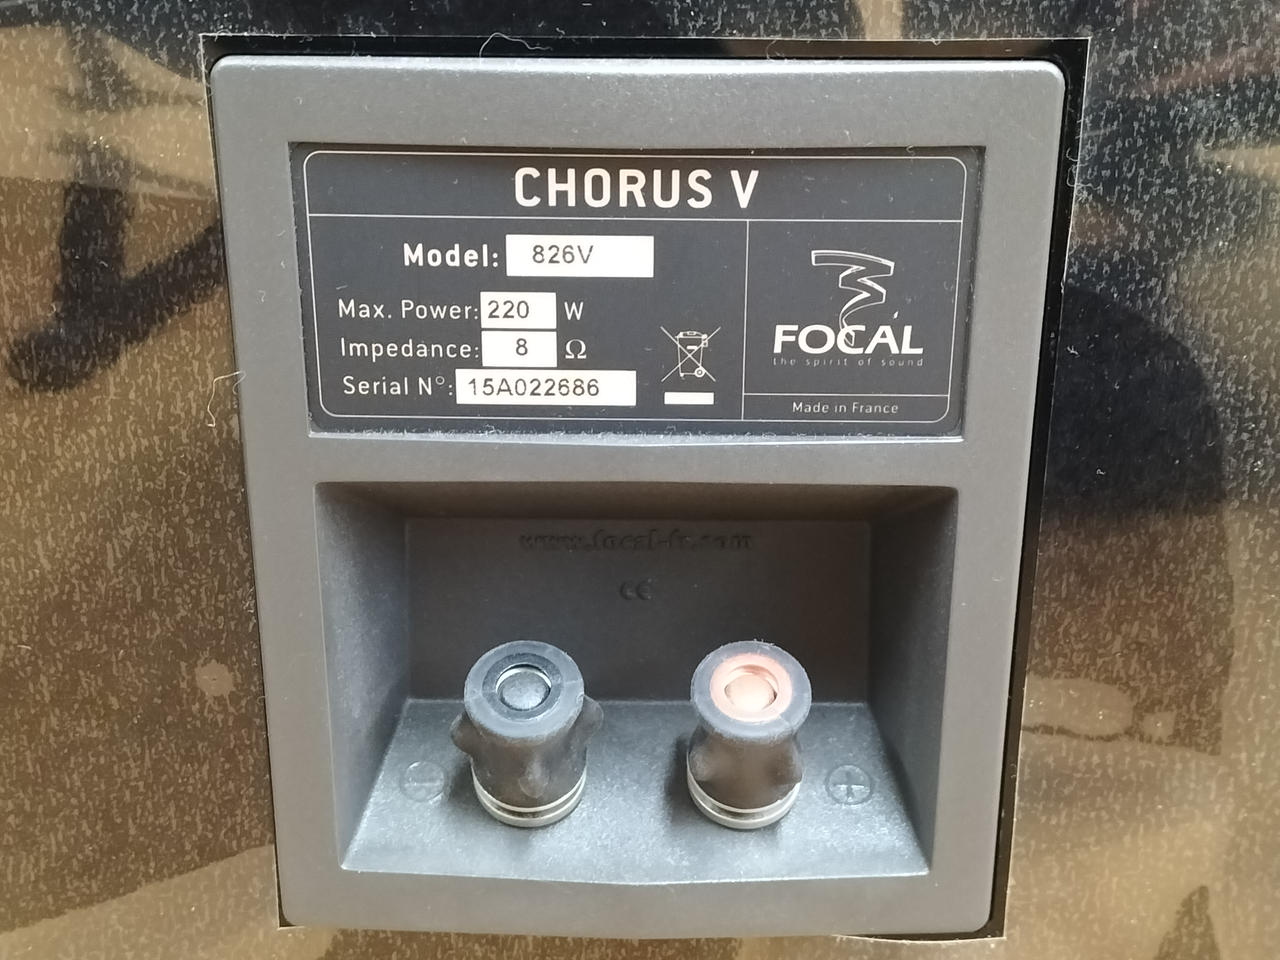 CHORUS V
Model: 826V
Max. Power: 220 W
Impedance: 8 Ω
Serial N°: 15A022686
FOCAL
the spirit of sound
Made in France
www.focal-fr.com
CE